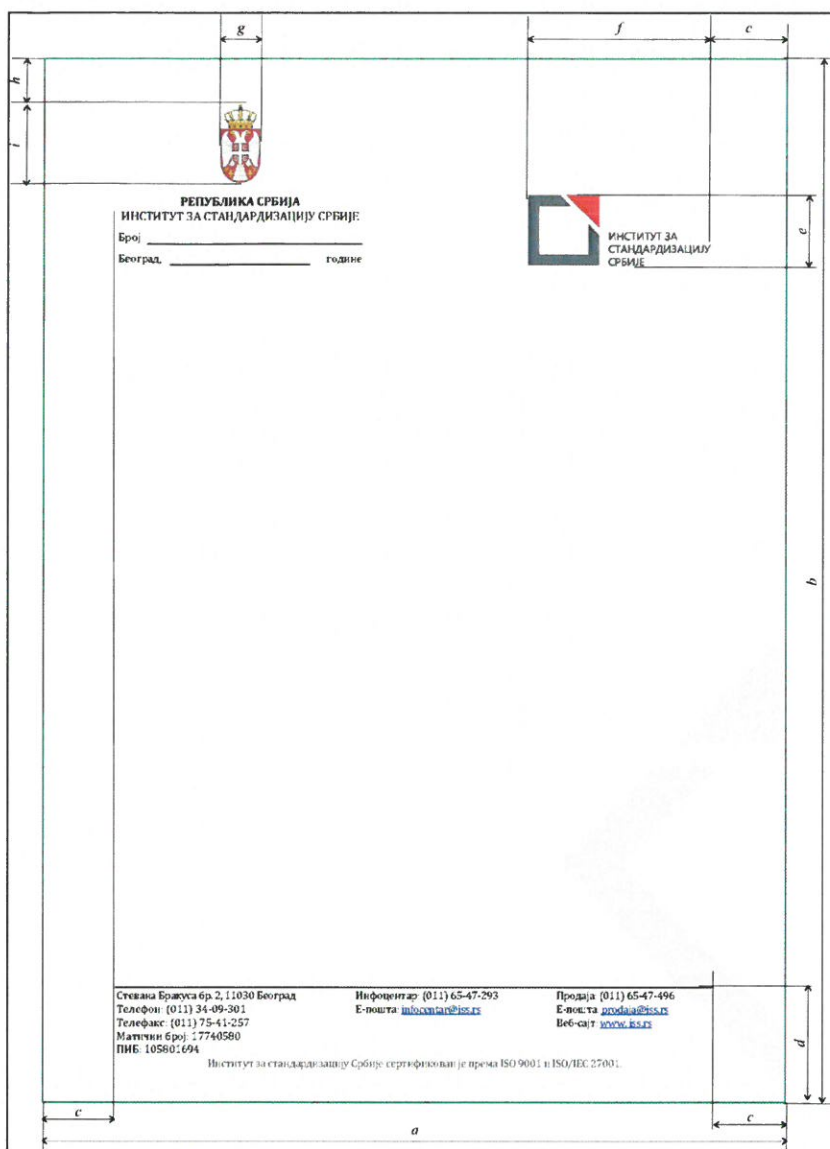 g
f
c
h
i
РЕПУБЛИКА СРБИЈА
ИНСТИТУТ ЗА СТАНДАРДИЗАЦИЈУ СРБИЈЕ
Број
Београд, године
ИНСТИТУТ ЗА
СТАНДАРДИЗАЦИЈУ
СРБИЈЕ
e
b
Стевана Бракуса бр. 2, 11030 Београд
Телефон: (011) 34-09-301
Телефакс: (011) 75-41-257
Матични број: 17740580
ПИБ: 105801694
Инфоцентар: (011) 65-47-293
Е-пошта: infocentar@iss.rs
Продаја: (011) 65-47-496
Е-пошта: prodaja@iss.rs
Веб-сајт: www.iss.rs
Институт за стандардизацију Србије сертификован је према ISO 9001 и ISO/IEC 27001.
d
c
c
a